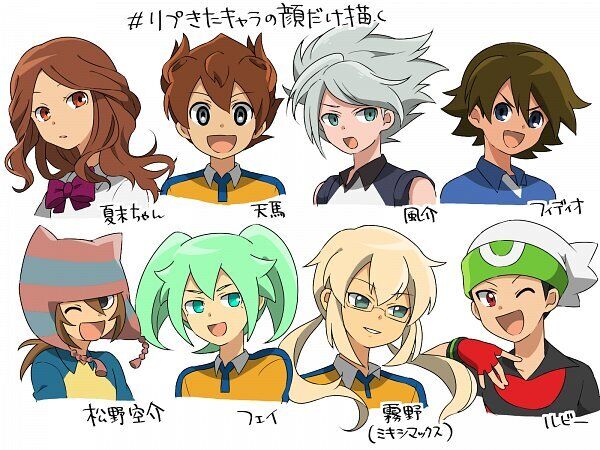 #リプきたキャラの顔だけ描く
夏末ちゃん
天馬
風介
フィディオ
松野空介
フェイ
霧野
(ミキシマックス)
ルビー